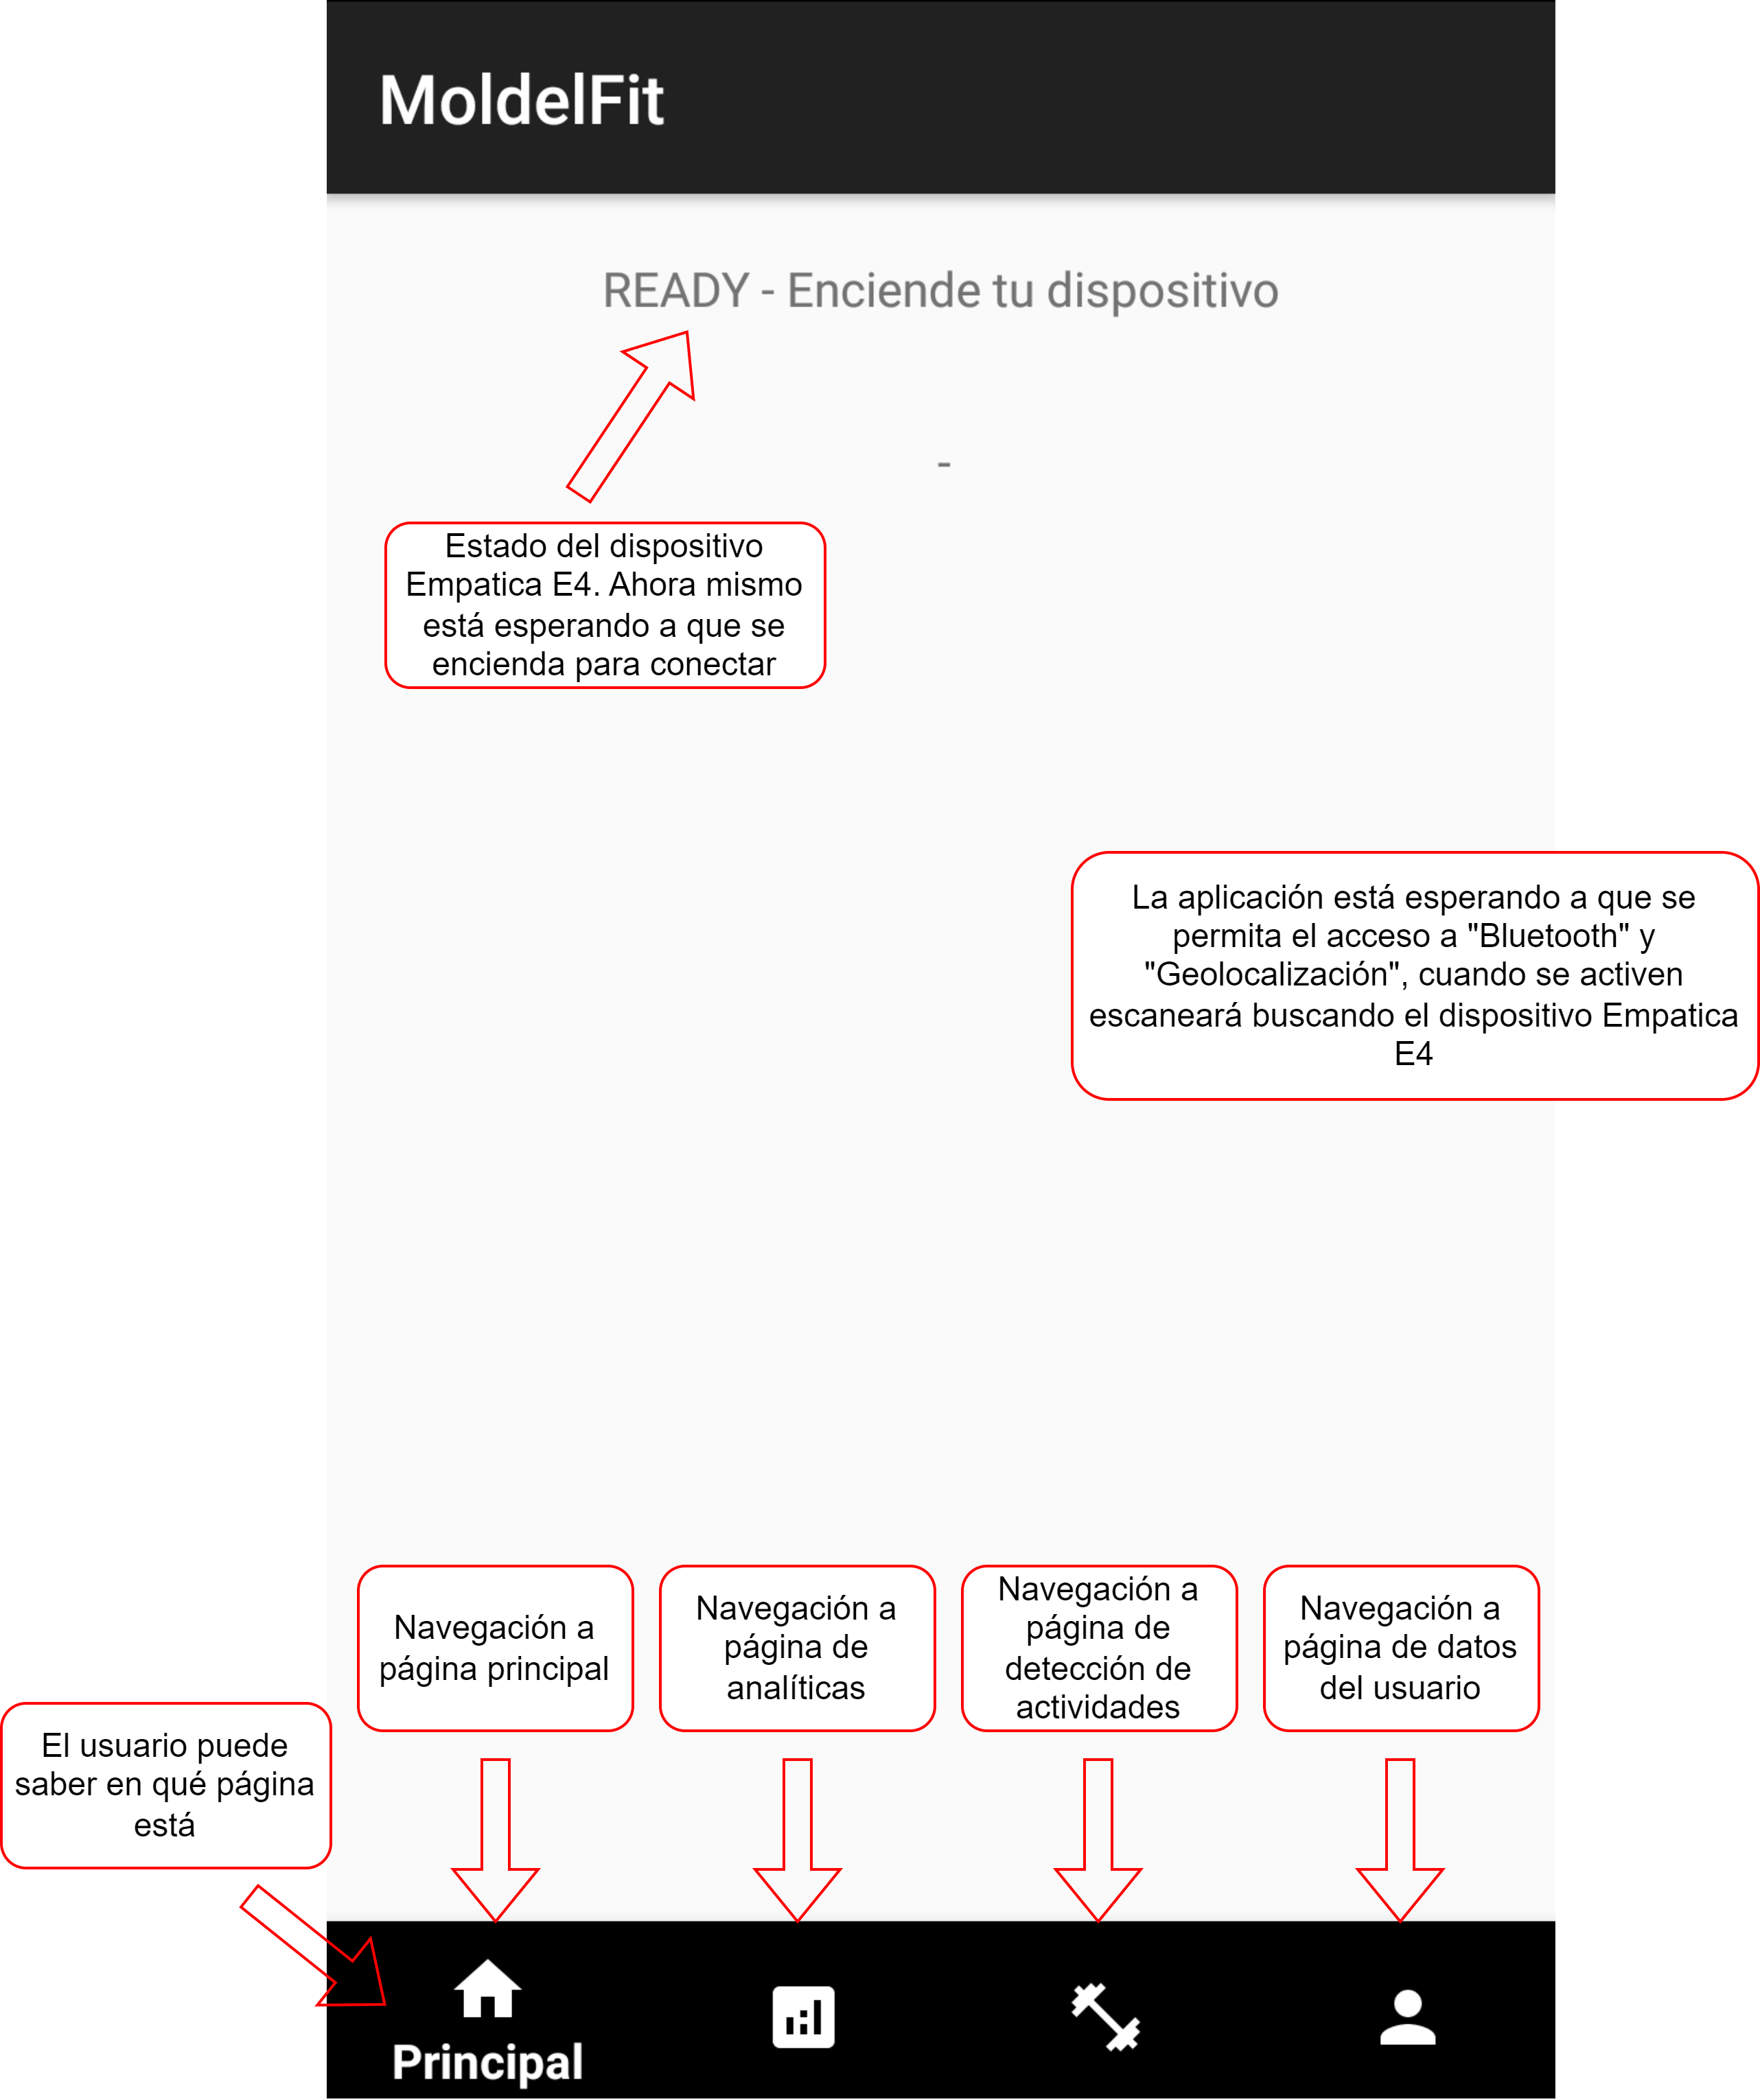 MoldelFit
READY - Enciende tu dispositivo
-
Estado del dispositivo
Empatica E4. Ahora mismo
está esperando a que se
encienda para conectar
La aplicación está esperando a que se
permita el acceso a "Bluetooth" y
"Geolocalización", cuando se activen
escaneará buscando el dispositivo Empatica
E4
Navegación a
página principal
Navegación a
página de
analíticas
Navegación a
página de
detección de
actividades
Navegación a
página de datos
del usuario
El usuario puede
saber en qué página
está
Principal